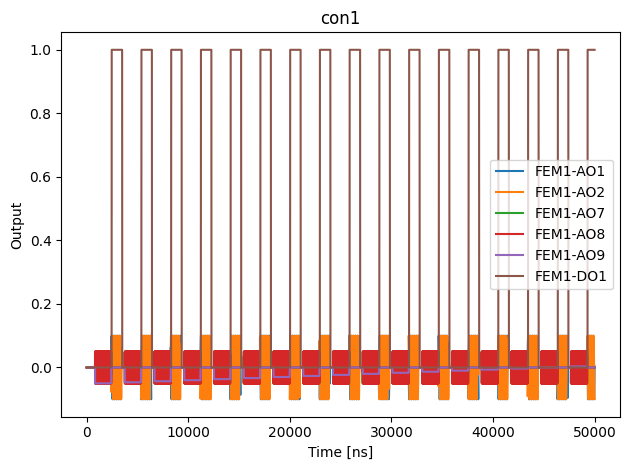 con1
Output
1.0
0.8
0.6
0.4
0.2
0.0
FEM1-AO1
FEM1-AO2
FEM1-AO7
FEM1-AO8
FEM1-AO9
FEM1-DO1
0 10000 20000 30000 40000 50000
Time [ns]